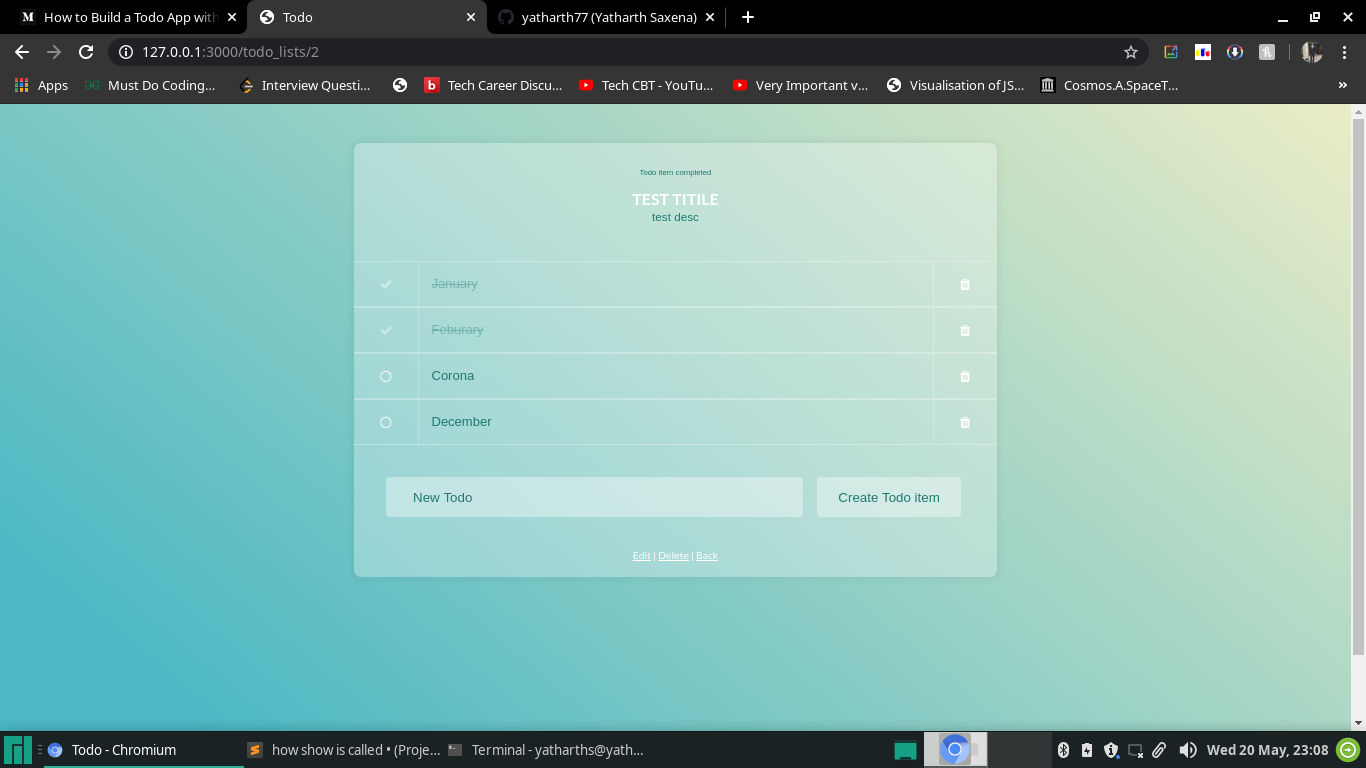 How to Build a Todo App with
Todo
yatharth77 (Yatharth Saxena)
127.0.0.1:3000/todo_lists/2
Apps
Must Do Coding...
Interview Questi...
Tech Career Discu...
Tech CBT - YouTu...
Very Important v...
Visualisation of JS...
Cosmos.A.SpaceT...
»
Todo item completed
TEST TITILE
test desc
January
Feburary
Corona
December
New Todo
Create Todo item
Edit | Delete | Back
Todo - Chromium
how show is called • (Proje...
Terminal - yatharths@yath...
Wed 20 May, 23:08